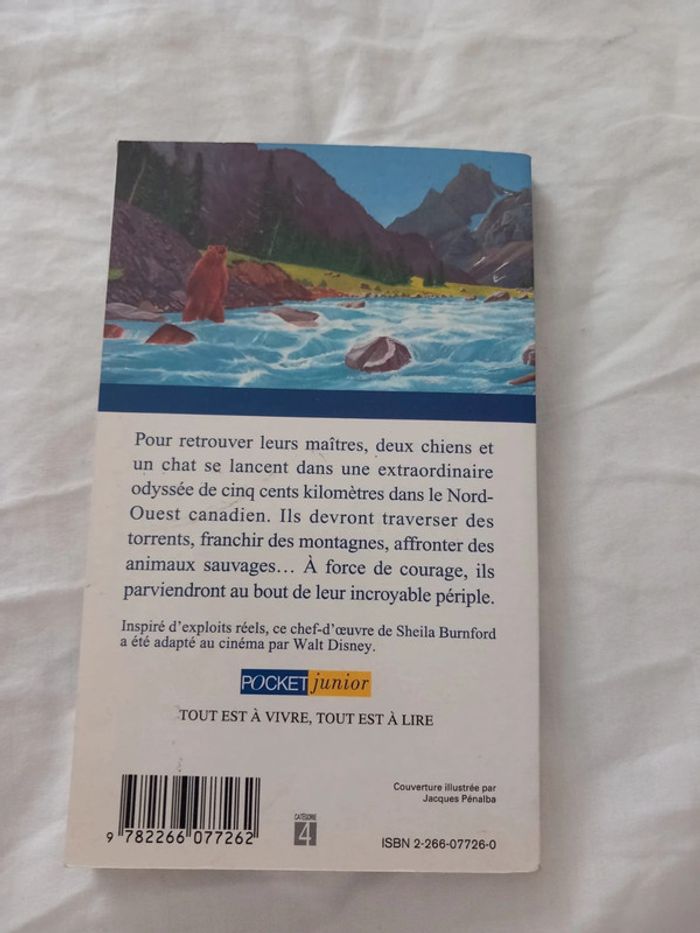 Pour retrouver leurs maîtres, deux chiens et
un chat se lancent dans une extraordinaire
odyssée de cinq cents kilomètres dans le Nord-
Ouest canadien. Ils devront traverser des
torrents, franchir des montagnes, affronter des
animaux sauvages… À force de courage, ils
parviendront au bout de leur incroyable périple.
Inspiré d'exploits réels, ce chef-d'œuvre de Sheila Burnford
a été adapté au cinéma par Walt Disney.
POCKET junior
TOUT EST À VIVRE, TOUT EST À LIRE
Couverture illustrée par
Jacques Pénalba
CATÉGORIE
4
9 782266 077262
ISBN 2-266-07726-0